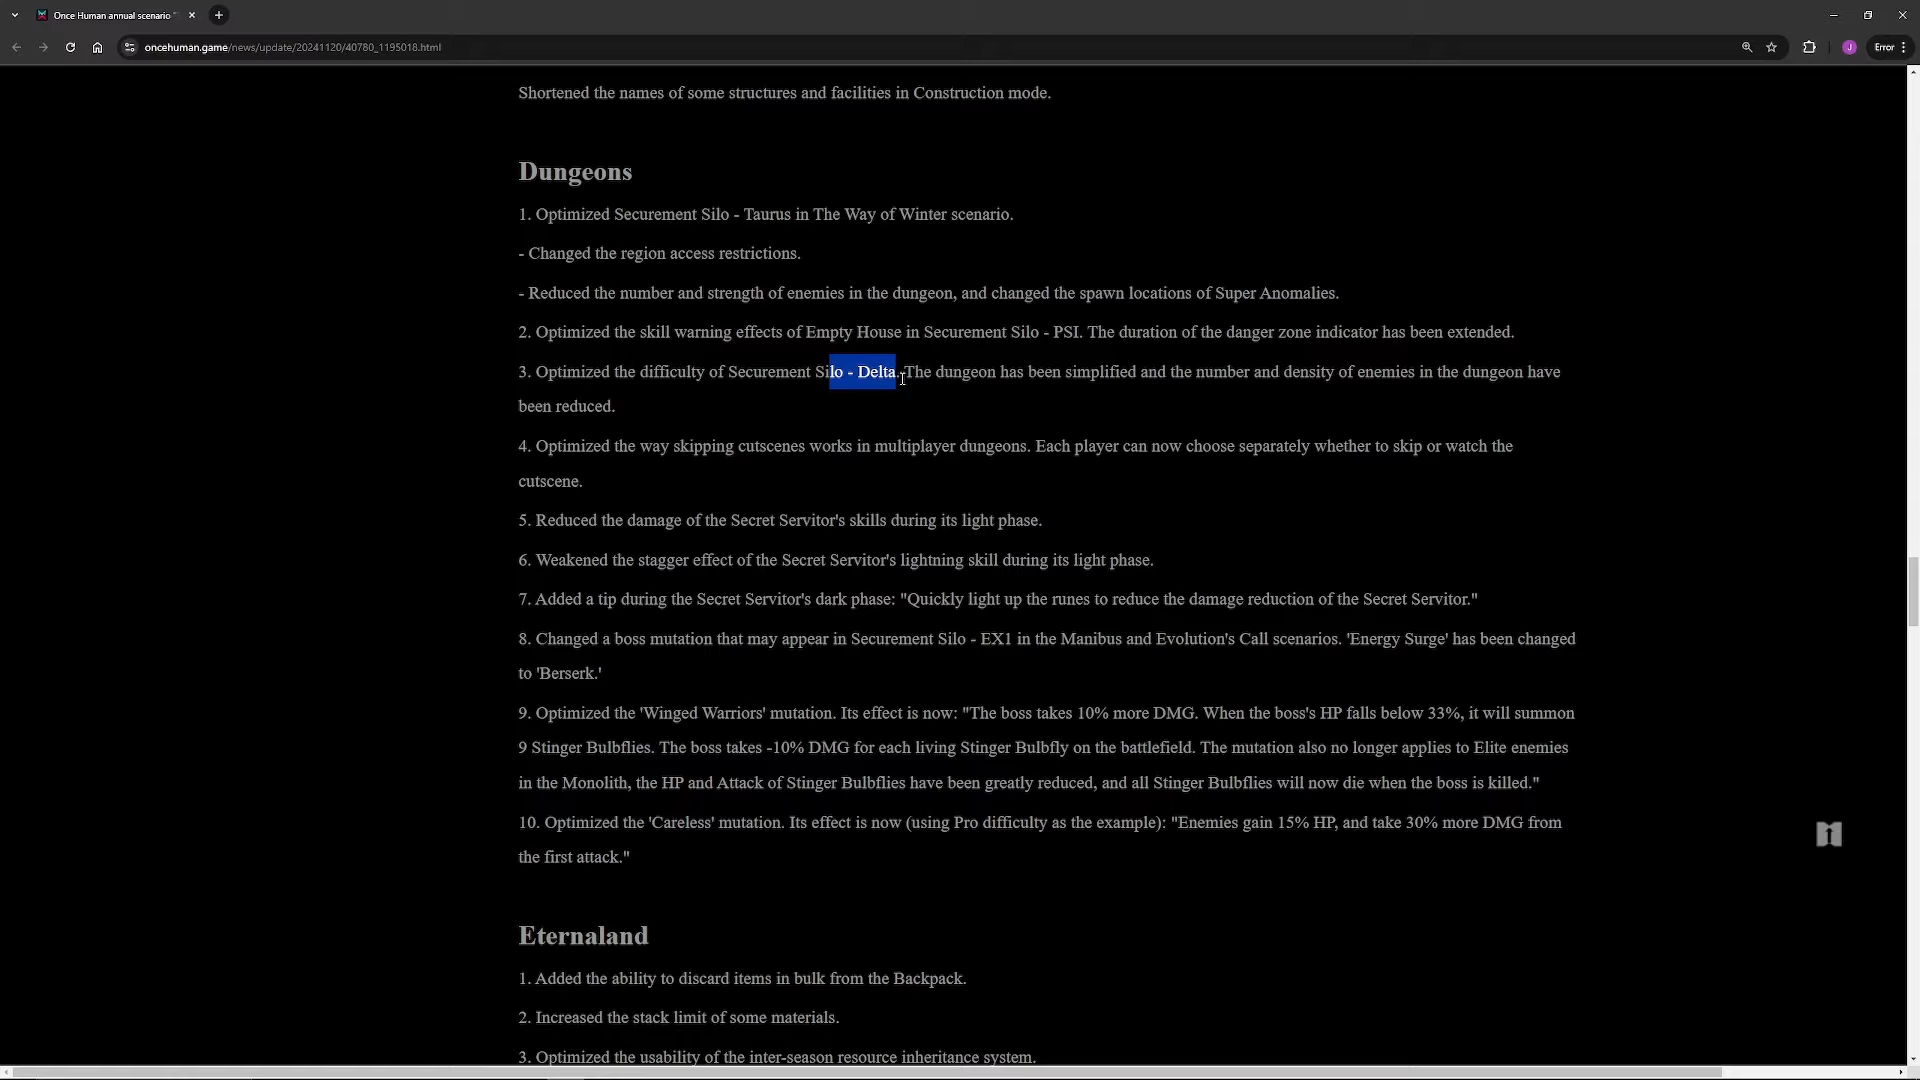 Once Human annual scenario "
oncehuman.game/news/update/20241120/40780_1195018.html
J
Error
Shortened the names of some structures and facilities in Construction mode.
Dungeons
1. Optimized Securement Silo - Taurus in The Way of Winter scenario.
- Changed the region access restrictions.
- Reduced the number and strength of enemies in the dungeon, and changed the spawn locations of Super Anomalies.
2. Optimized the skill warning effects of Empty House in Securement Silo - PSI. The duration of the danger zone indicator has been extended.
3. Optimized the difficulty of Securement Silo - Delta. The dungeon has been simplified and the number and density of enemies in the dungeon have
been reduced.
4. Optimized the way skipping cutscenes works in multiplayer dungeons. Each player can now choose separately whether to skip or watch the
cutscene.
5. Reduced the damage of the Secret Servitor's skills during its light phase.
6. Weakened the stagger effect of the Secret Servitor's lightning skill during its light phase.
7. Added a tip during the Secret Servitor's dark phase: "Quickly light up the runes to reduce the damage reduction of the Secret Servitor."
8. Changed a boss mutation that may appear in Securement Silo - EX1 in the Manibus and Evolution's Call scenarios. 'Energy Surge' has been changed
to 'Berserk.'
9. Optimized the 'Winged Warriors' mutation. Its effect is now: "The boss takes 10% more DMG. When the boss's HP falls below 33%, it will summon
9 Stinger Bulbflies. The boss takes -10% DMG for each living Stinger Bulbfly on the battlefield. The mutation also no longer applies to Elite enemies
in the Monolith, the HP and Attack of Stinger Bulbflies have been greatly reduced, and all Stinger Bulbflies will now die when the boss is killed."
10. Optimized the 'Careless' mutation. Its effect is now (using Pro difficulty as the example): "Enemies gain 15% HP, and take 30% more DMG from
the first attack."
Eternaland
1. Added the ability to discard items in bulk from the Backpack.
2. Increased the stack limit of some materials.
3. Optimized the usability of the inter-season resource inheritance system.